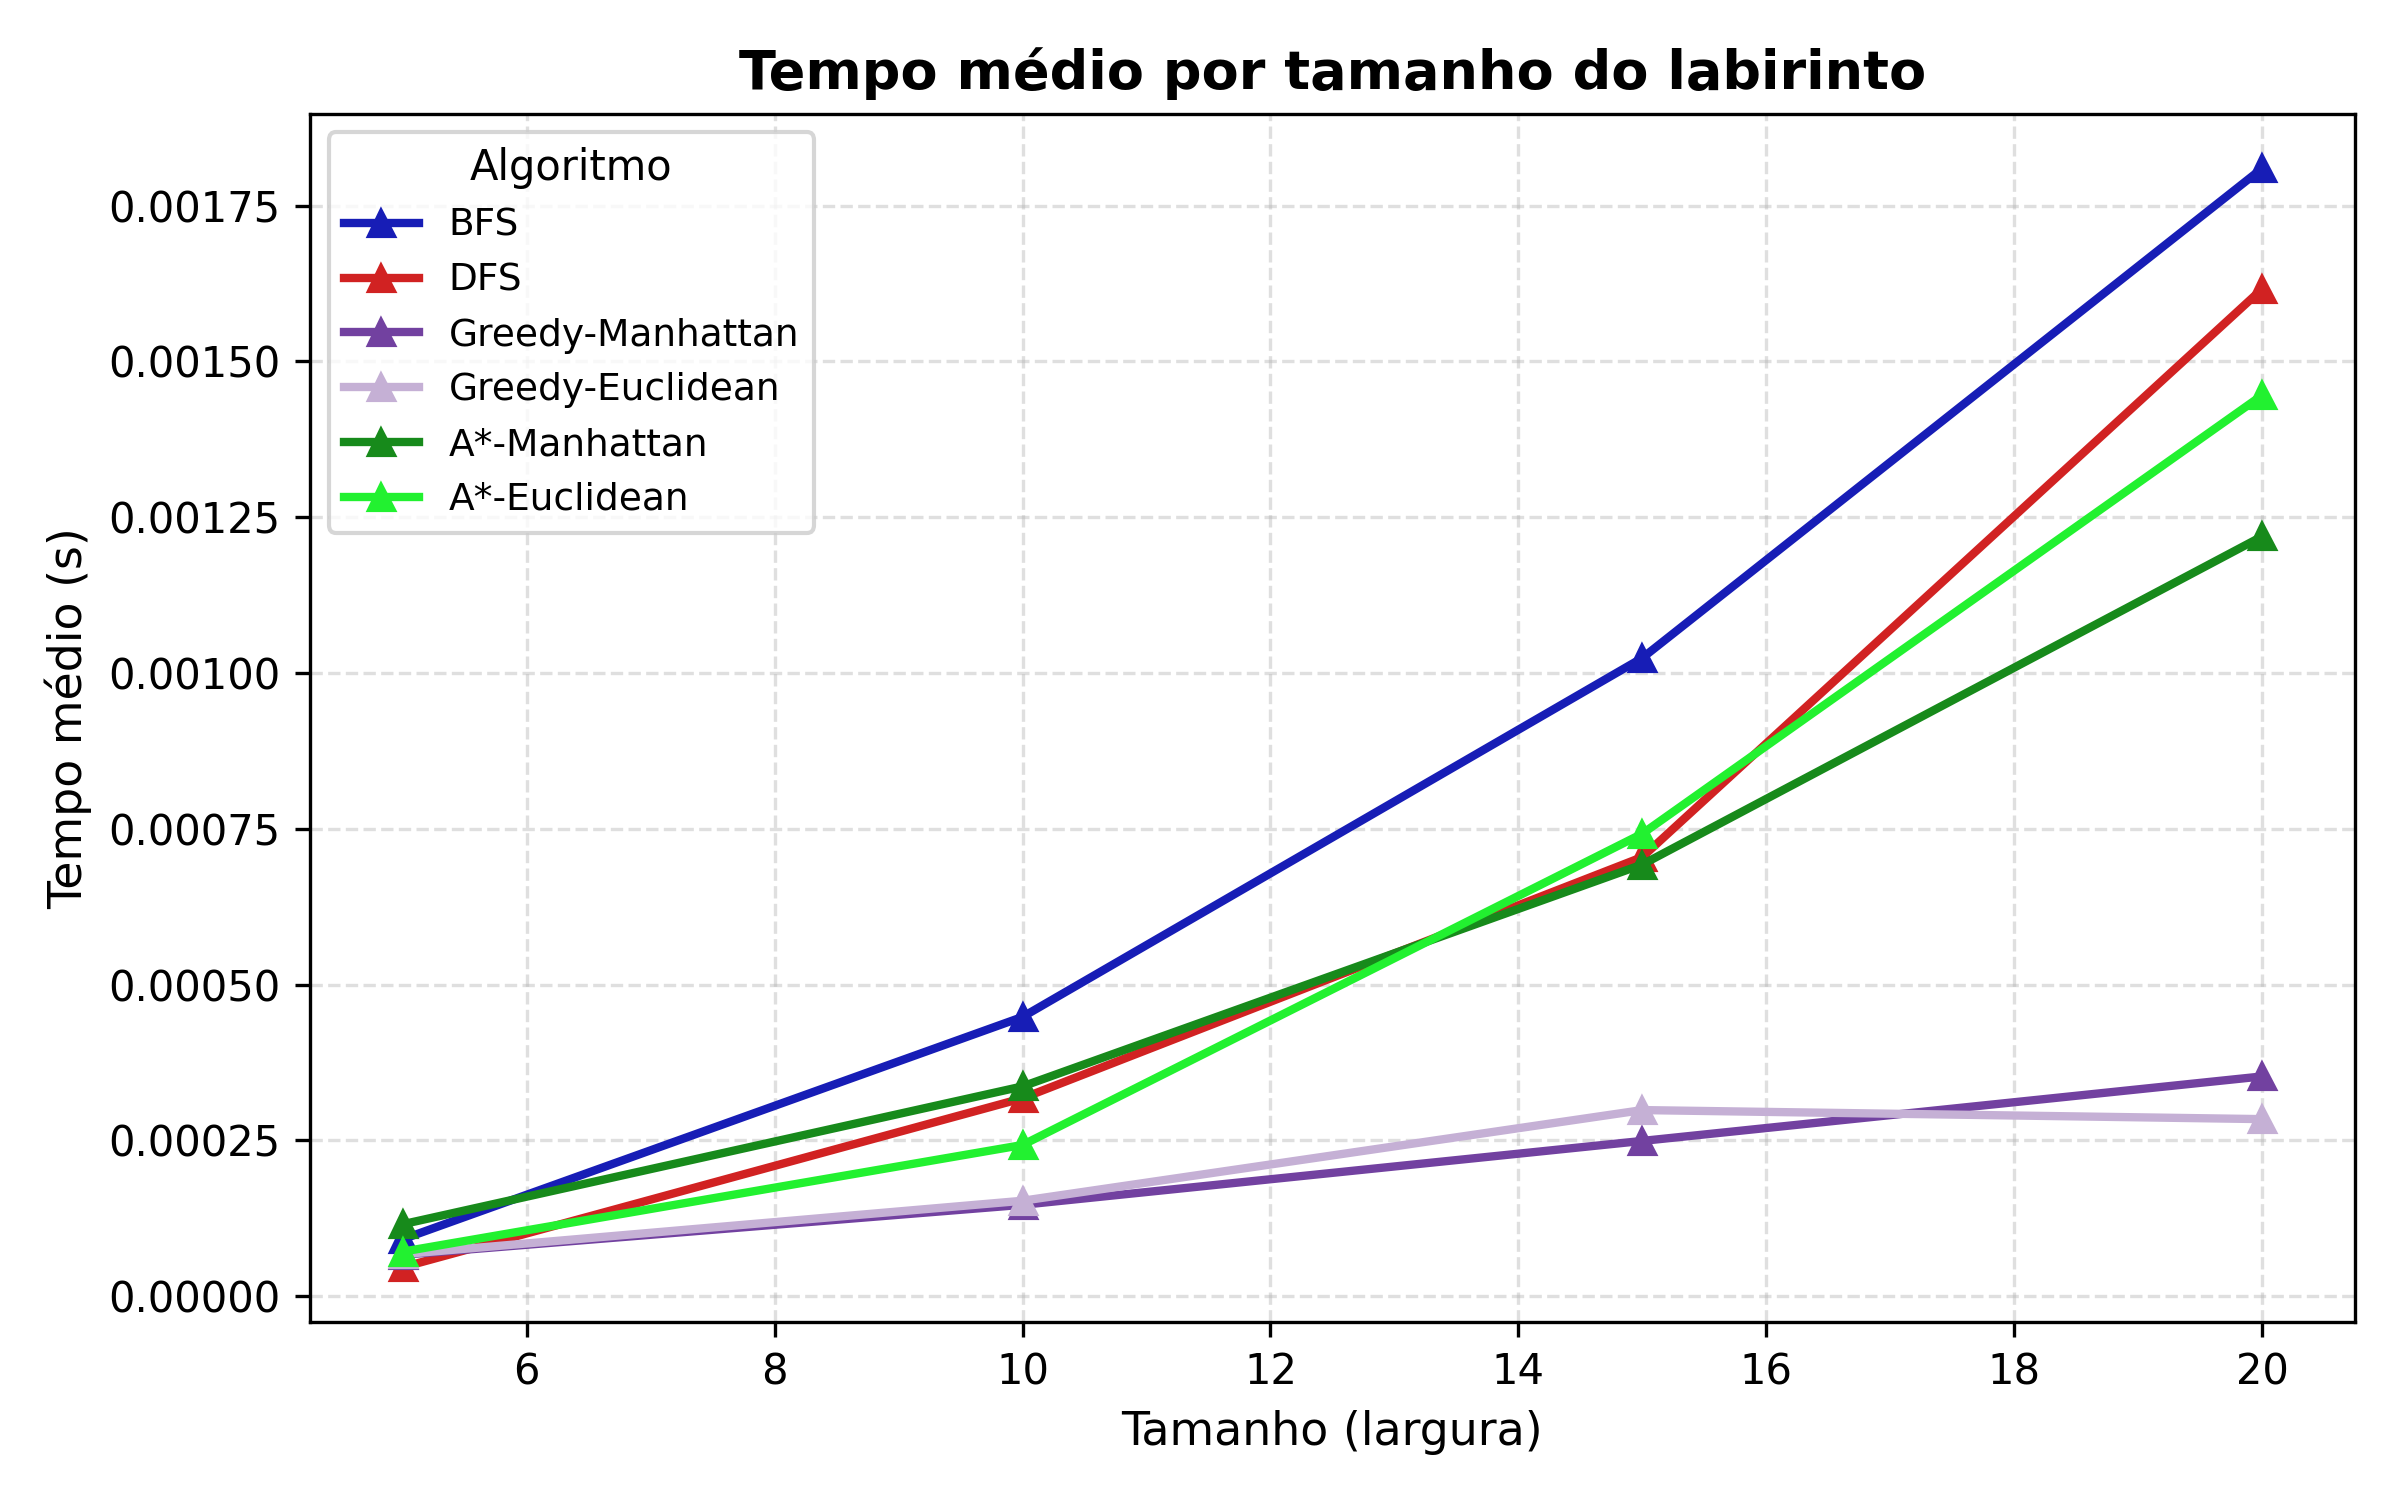 Tempo médio por tamanho do labirinto
Algoritmo
BFS
DFS
Greedy-Manhattan
Greedy-Euclidean
A*-Manhattan
A*-Euclidean
Tempo médio (s)
0.00175
0.00150
0.00125
0.00100
0.00075
0.00050
0.00025
0.00000
6 8 10 12 14 16 18 20
Tamanho (largura)